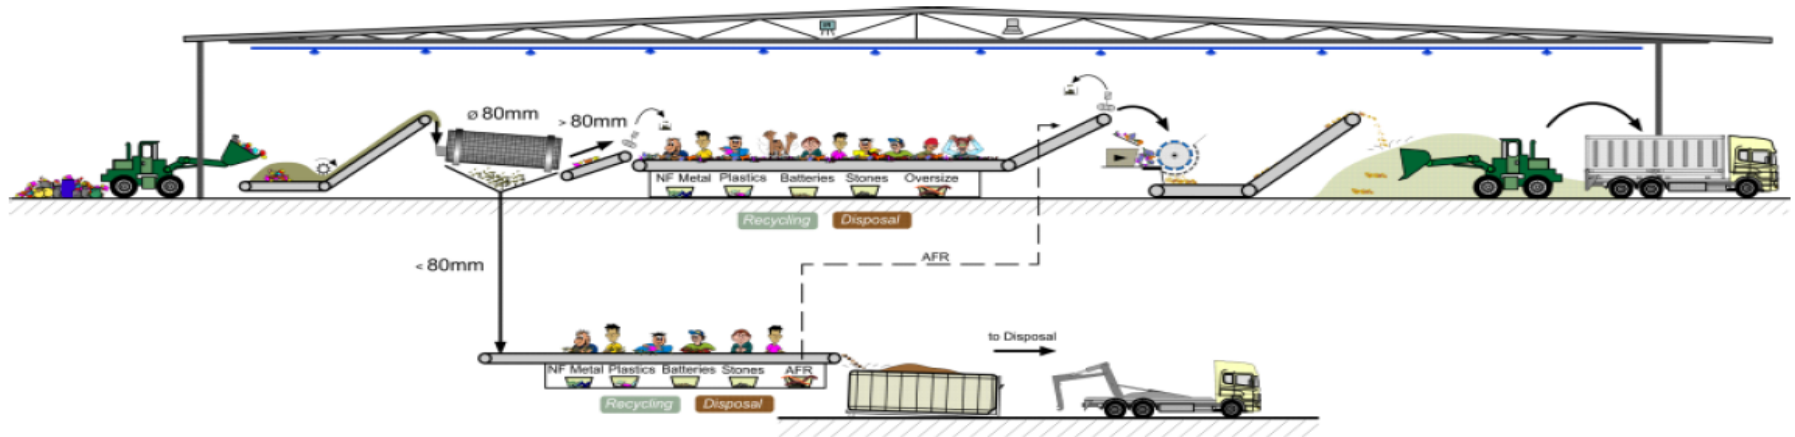 ø 80mm
> 80mm
NF Metal Plastics Batteries Stones Oversize
Recycling Disposal
< 80mm
AFR
to Disposal
NF Metal Plastics Batteries Stones AFR
Recycling Disposal